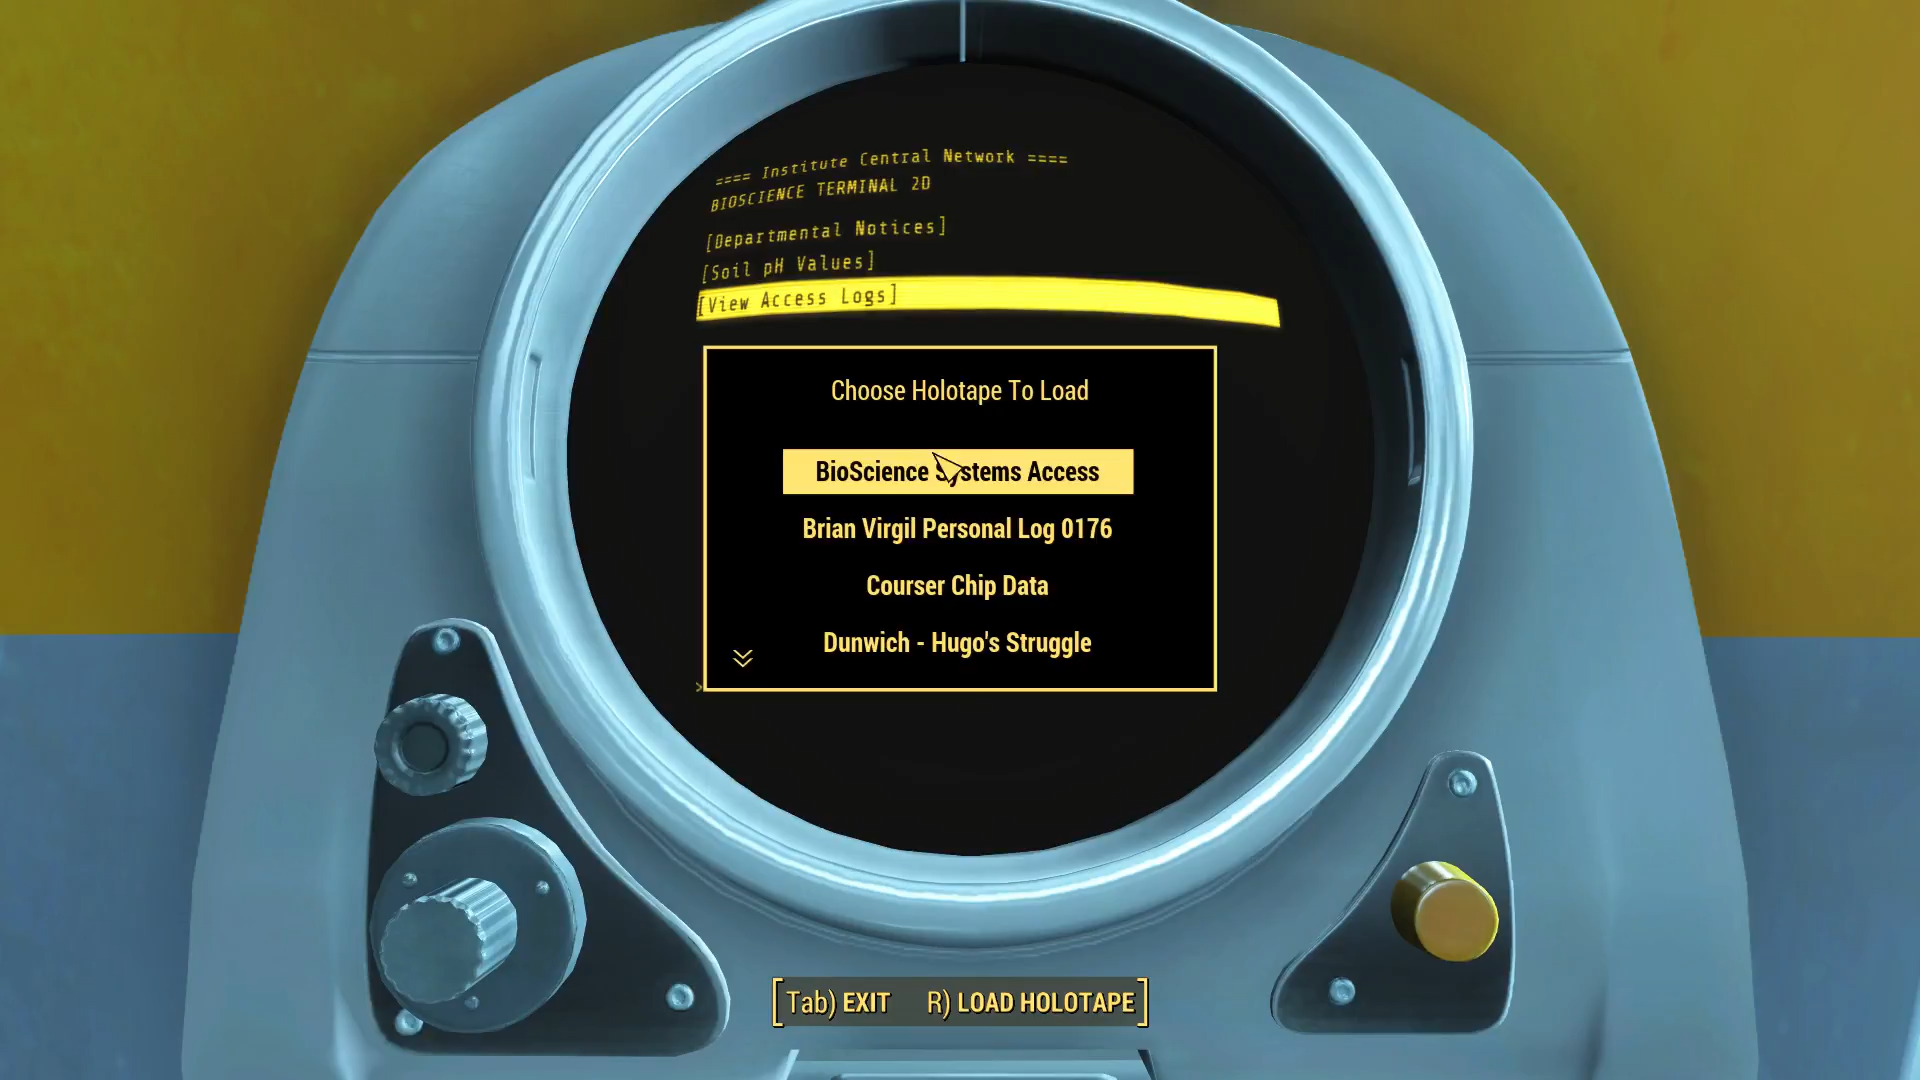 ==== Institute Central Network ====
BIOSCIENCE TERMINAL 2D
[Departmental Notices]
[Soil pH Values]
[View Access Logs]
Choose Holotape To Load
BioScience Systems Access
Brian Virgil Personal Log 0176
Courser Chip Data
Dunwich - Hugo's Struggle
>
[Tab) EXIT R) LOAD HOLOTAPE]